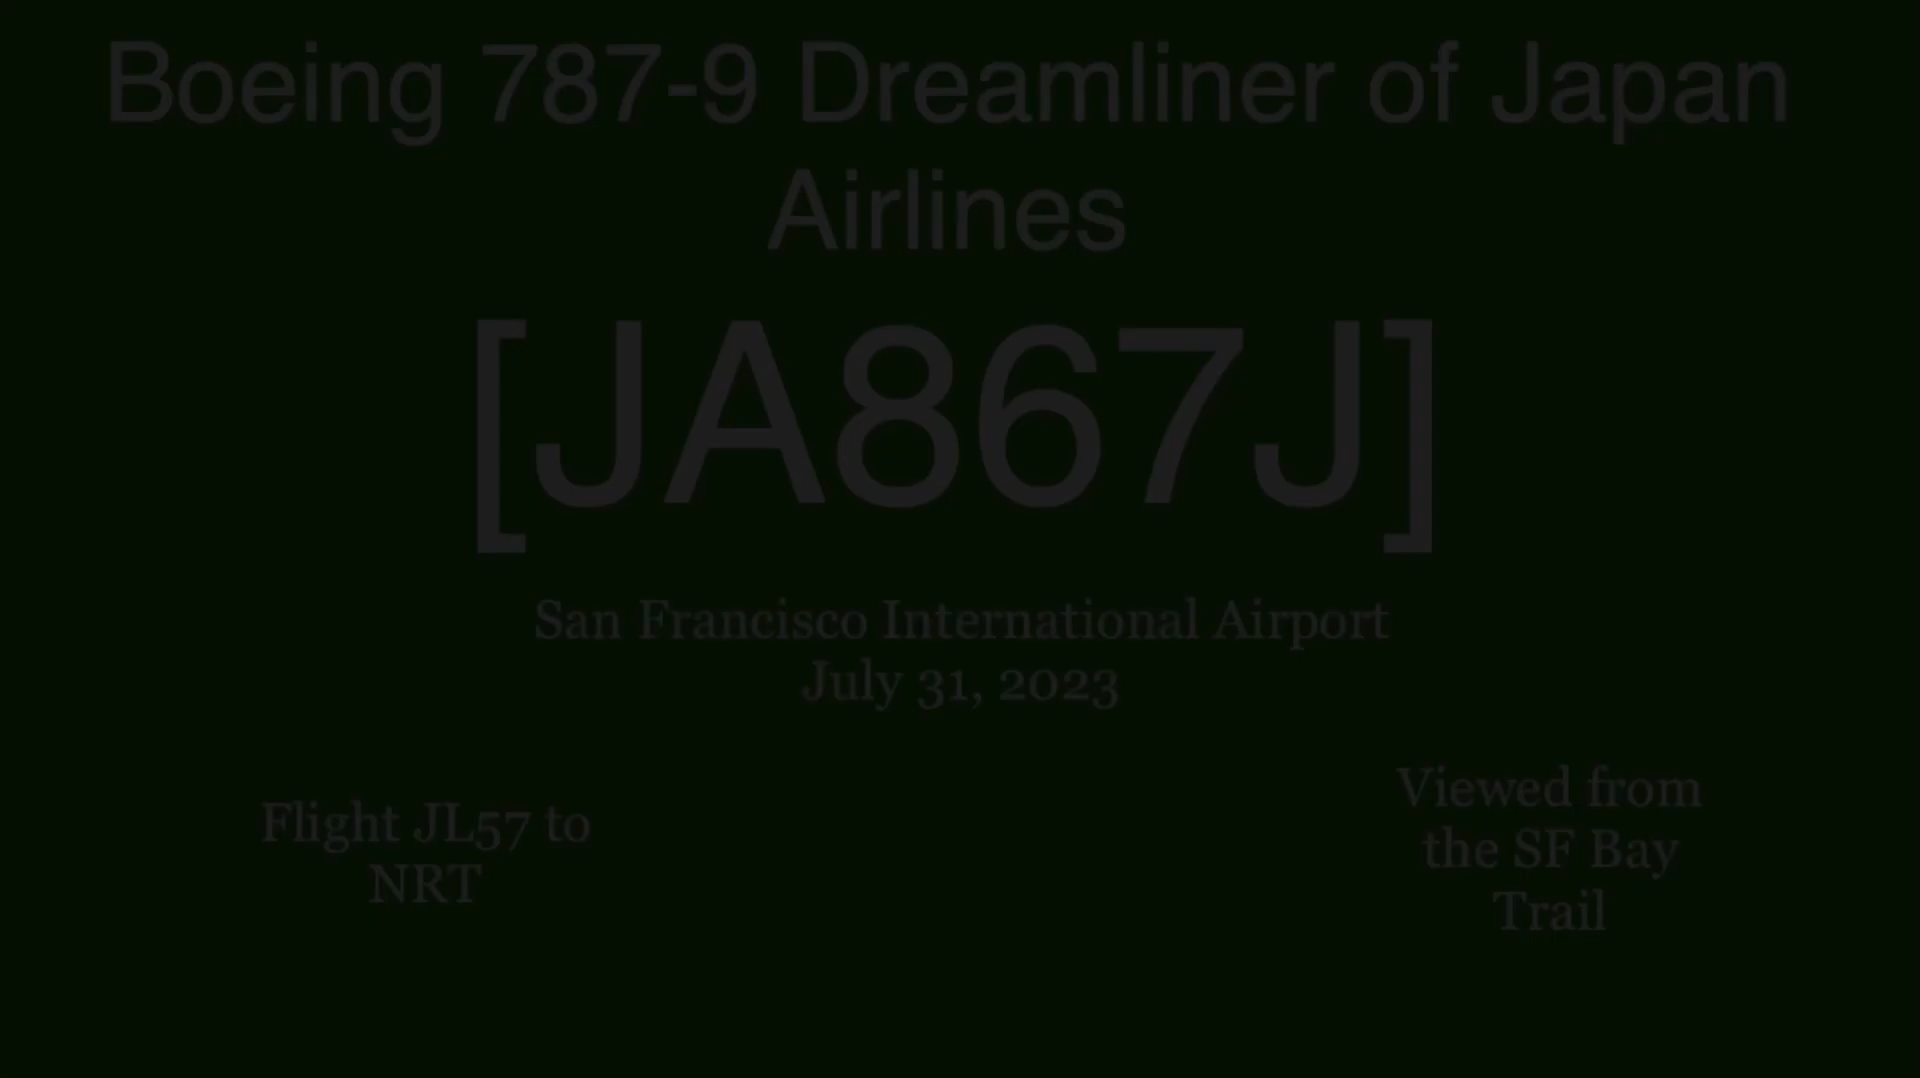 Boeing 787-9 Dreamliner of Japan
Airlines
[JA867J]
San Francisco International Airport
July 31, 2023
Flight JL57 to
NRT
Viewed from
the SF Bay
Trail